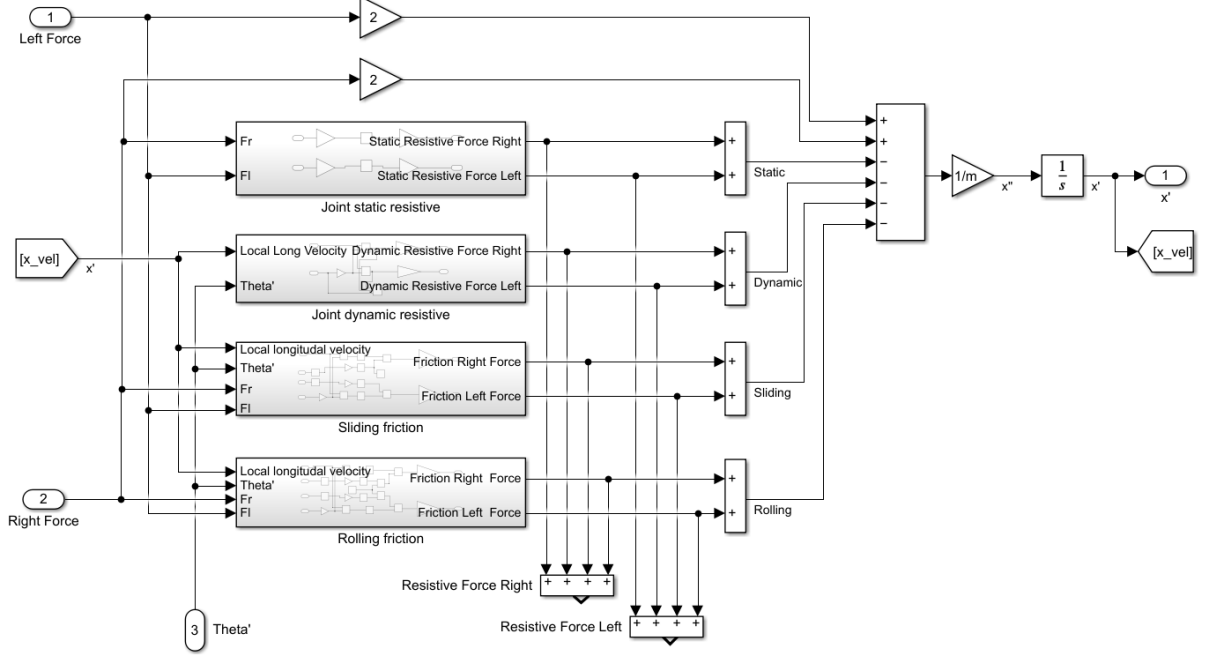 1
Left Force
2
2
Fr
Static Resistive Force Right
Fl
Static Resistive Force Left
Joint static resistive
+
+
Static
+
+
−
−
−
−
1/m
x''
1
s
x'
1
x'
[x_vel]
[x_vel]
x'
Local Long Velocity
Dynamic Resistive Force Right
Theta'
Dynamic Resistive Force Left
Joint dynamic resistive
+
+
Dynamic
Local longitudal velocity
Theta'
Fr
Fl
Friction Right Force
Friction Left Force
Sliding friction
+
+
Sliding
2
Right Force
Local longitudal velocity
Theta'
Fr
Fl
Friction Right Force
Friction Left Force
Rolling friction
+
+
Rolling
Resistive Force Right
+ + + +
Resistive Force Left
+ + + +
3
Theta'